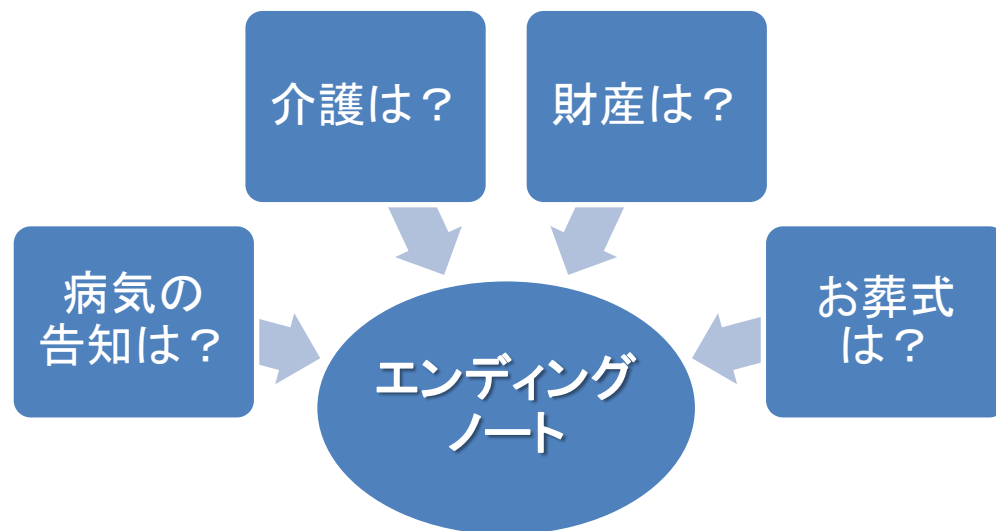 介護は？
財産は？
病気の
告知は？
お葬式
は？
エンディング
ノート